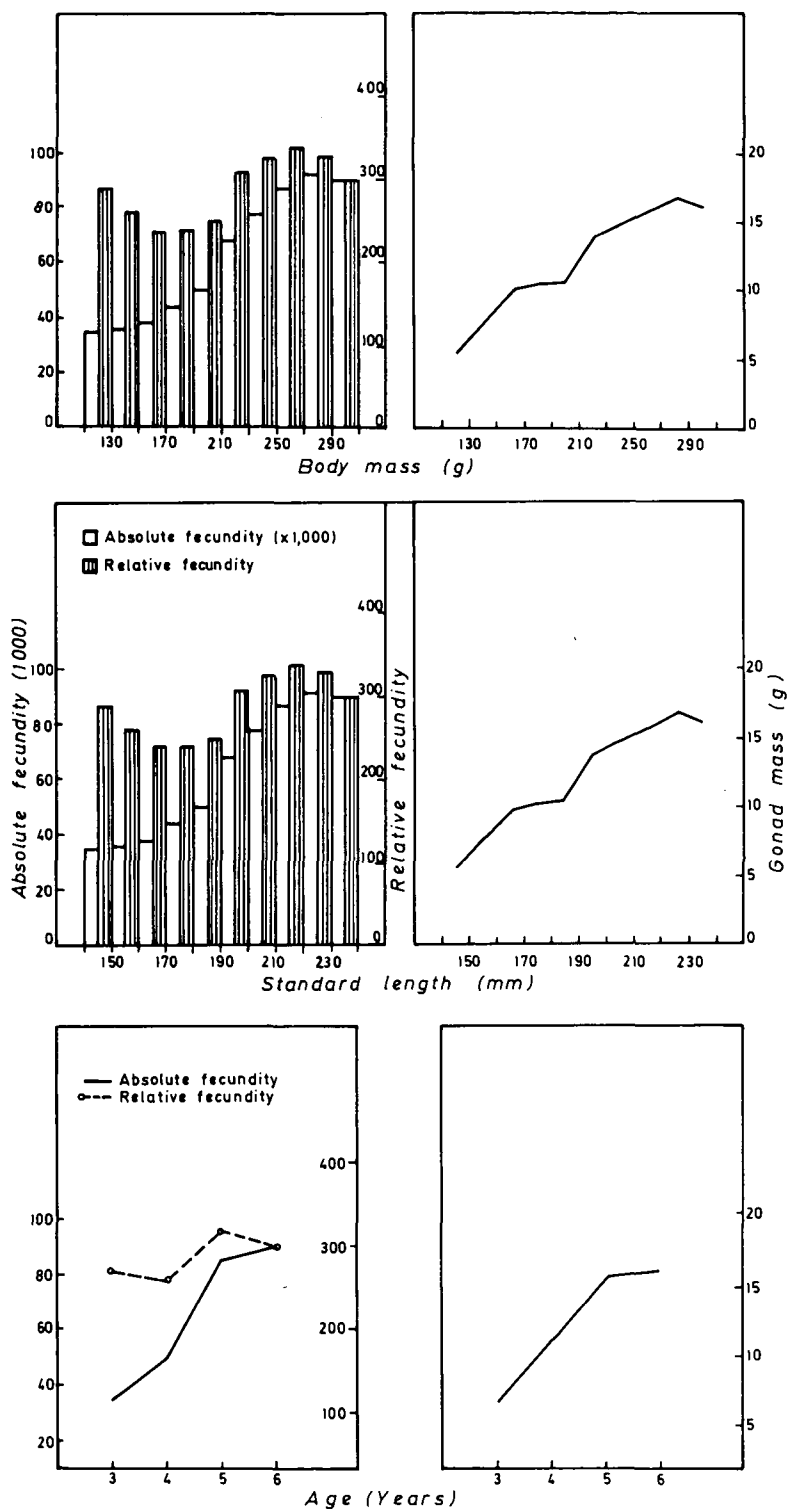 400
100
20
80
300
15
60
200
10
40
100
5
20
0
0
0
130 170 210 250 290
130 170 210 250 290
Body mass (g)
Absolute fecundity (x1,000)
Relative fecundity
400
100
20
80
300
15
60
200
10
40
100
5
20
0
0
0
Absolute fecundity (1000)
Relative fecundity
Gonad mass (g)
150 170 190 210 230
150 170 190 210 230
Standard length (mm)
Absolute fecundity
Relative fecundity
400
100
20
80
300
15
60
200
10
40
100
5
20
3 4 5 6
3 4 5 6
Age (Years)